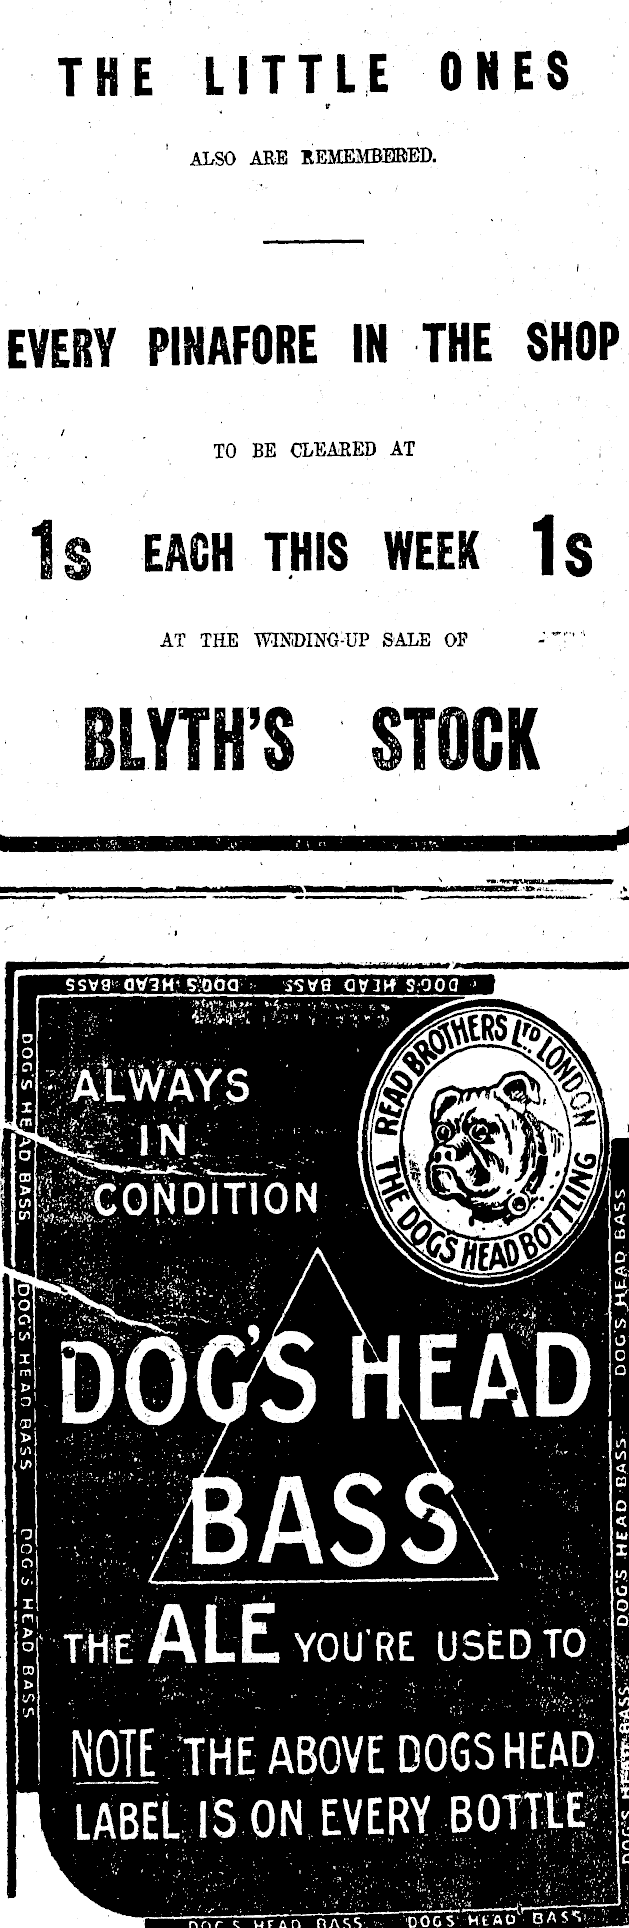 THE LITTLE ONES
ALSO ARE REMEMBERED.
EVERY PINAFORE IN THE SHOP
TO BE CLEARED AT
1s EACH THIS WEEK 1s
AT THE WINDING-UP SALE OF
BLYTH'S STOCK
DOG'S HEAD BASS DOG'S HEAD BASS
READ BROTHERS LTD. LONDON
THE DOGS HEAD BOTTLING
ALWAYS
IN
CONDITION
DOG'S HEAD
BASS
THE ALE YOU'RE USED TO
NOTE THE ABOVE DOGS HEAD
LABEL IS ON EVERY BOTTLE
DOG'S HEAD BASS DOG'S HEAD BASS DOG'S HEAD BASS
DOG'S HEAD BASS DOG'S HEAD BASS DOG'S HEAD BASS
DOG'S HEAD BASS DOG'S HEAD BASS